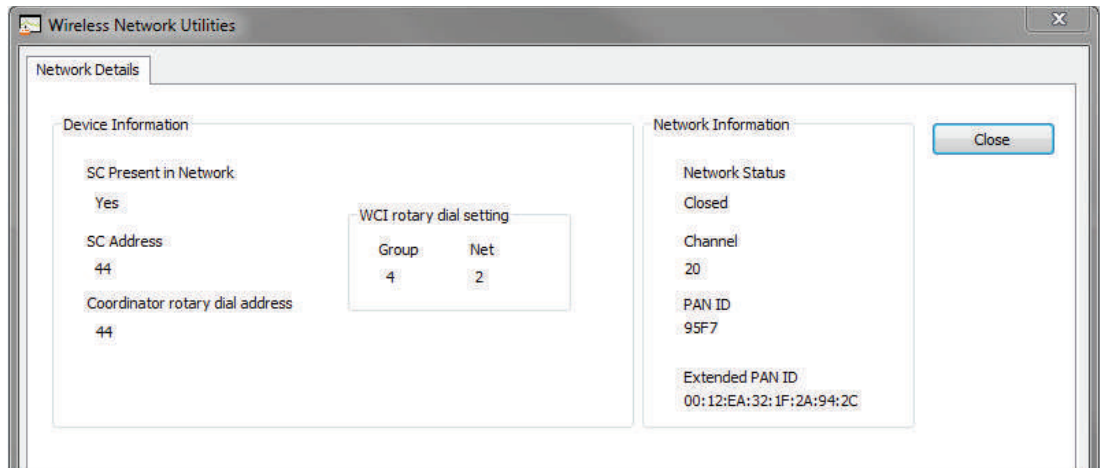 Wireless Network Utilities
X
Network Details
Device Information
SC Present in Network
Yes
SC Address
44
Coordinator rotary dial address
44
WCI rotary dial setting
Group Net
4 2
Network Information
Network Status
Closed
Channel
20
PAN ID
95F7
Extended PAN ID
00:12:EA:32:1F:2A:94:2C
Close